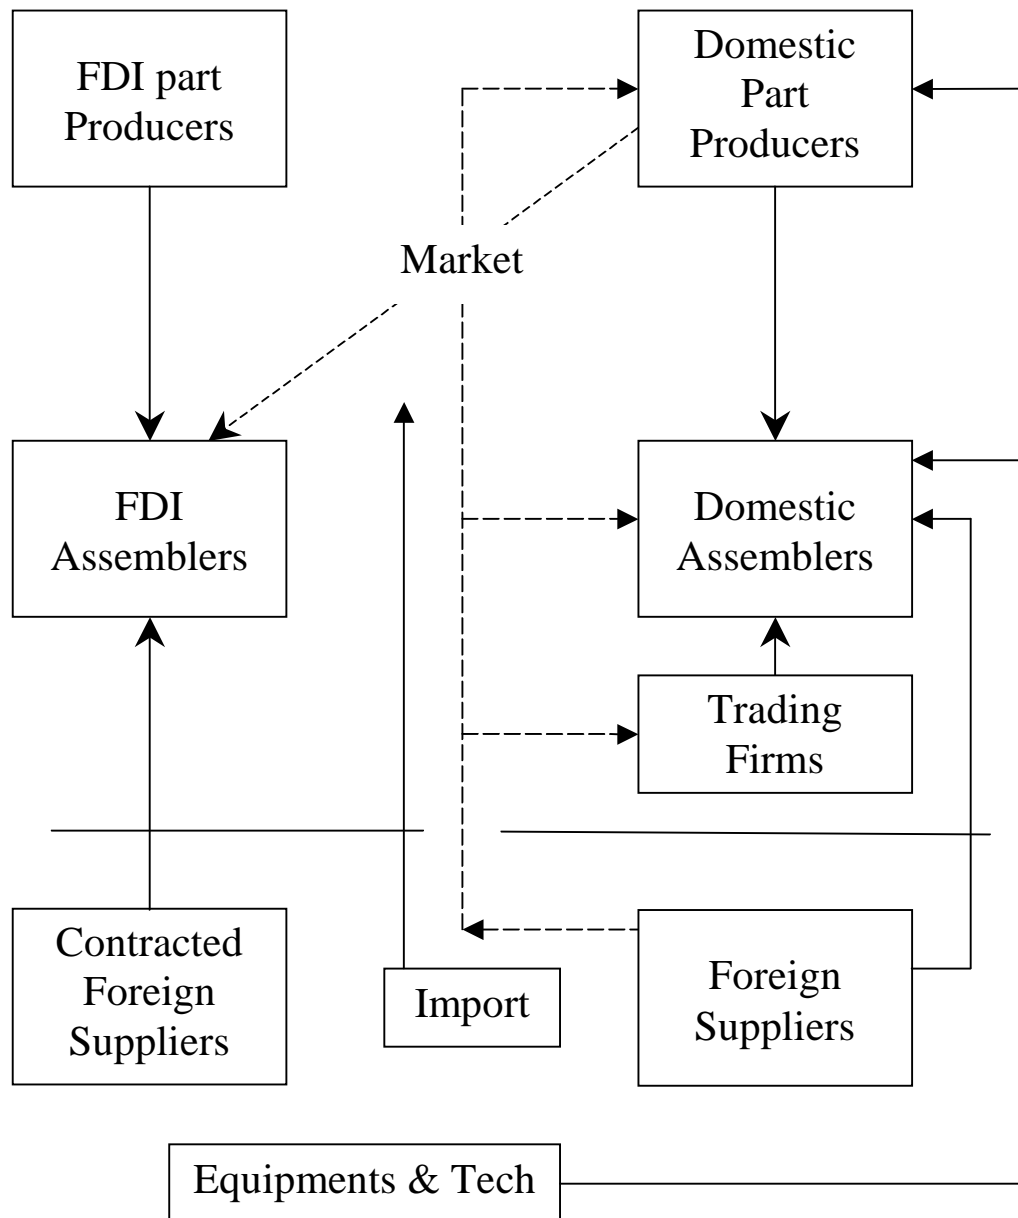 FDI part
Producers
Domestic
Part
Producers
Market
FDI
Assemblers
Domestic
Assemblers
Trading
Firms
Contracted
Foreign
Suppliers
Import
Foreign
Suppliers
Equipments & Tech